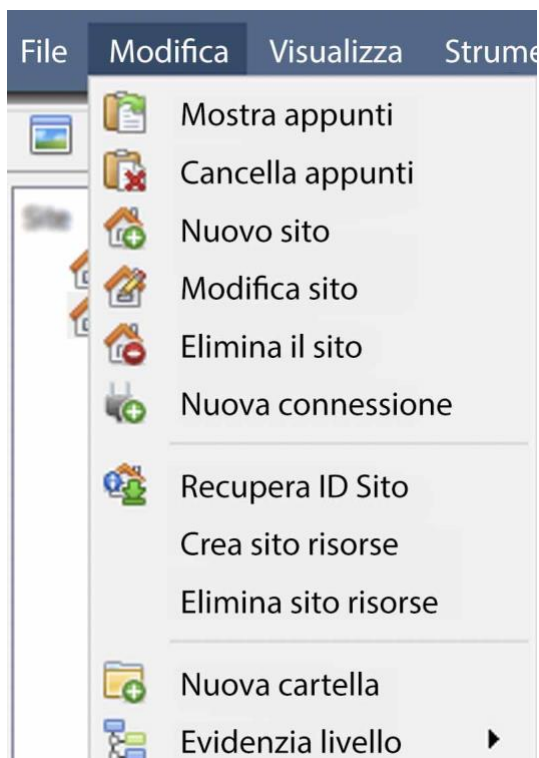 File Modifica Visualizza Strume
Mostra appunti
Cancella appunti
Nuovo sito
Modifica sito
Elimina il sito
Nuova connessione
Recupera ID Sito
Crea sito risorse
Elimina sito risorse
Nuova cartella
Evidenzia livello